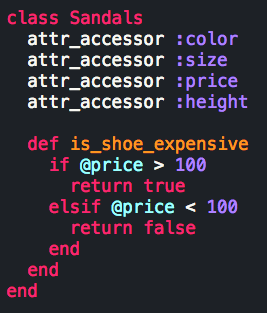 class Sandals
  attr_accessor :color
  attr_accessor :size
  attr_accessor :price
  attr_accessor :height

  def is_shoe_expensive
    if @price > 100
      return true
    elsif @price < 100
      return false
    end
  end
end